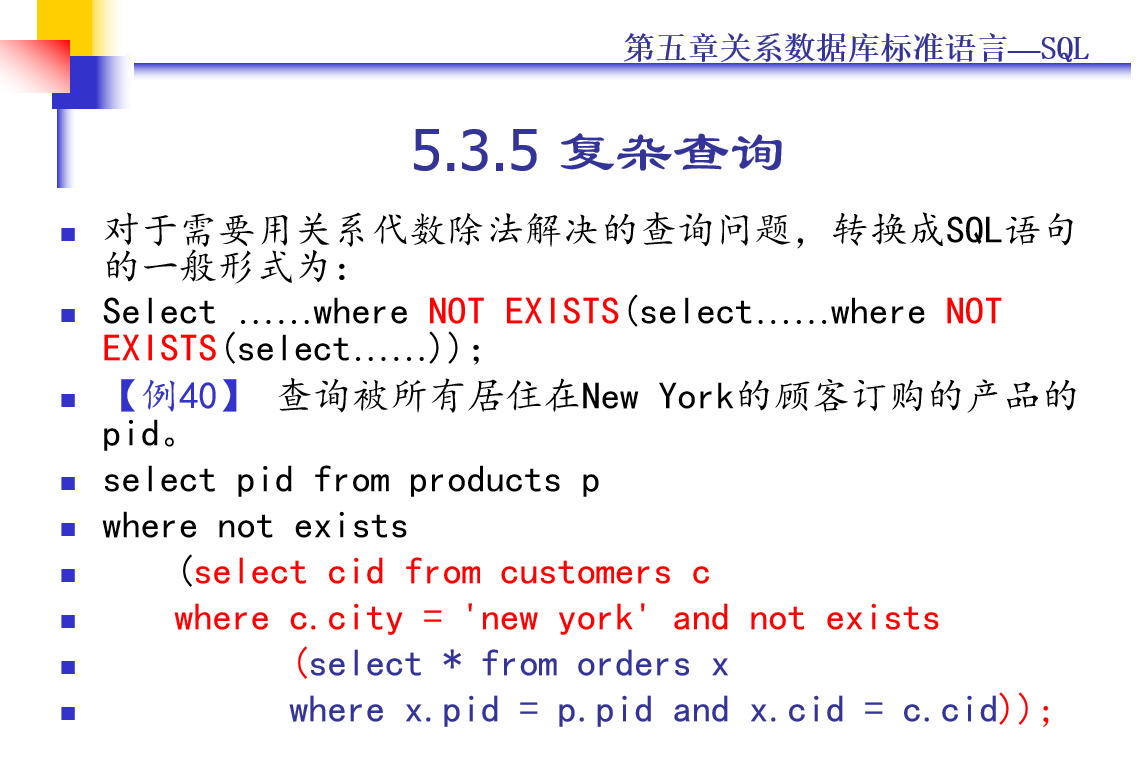 第五章关系数据库标准语言—SQL
5.3.5 复杂查询
对于需要用关系代数除法解决的查询问题，转换成SQL语句
的一般形式为：
Select ……where NOT EXISTS(select……where NOT
EXISTS(select……));
【例40】 查询被所有居住在New York的顾客订购的产品的
pid。
select pid from products p
where not exists
(select cid from customers c
where c.city = 'new york' and not exists
(select * from orders x
where x.pid = p.pid and x.cid = c.cid));